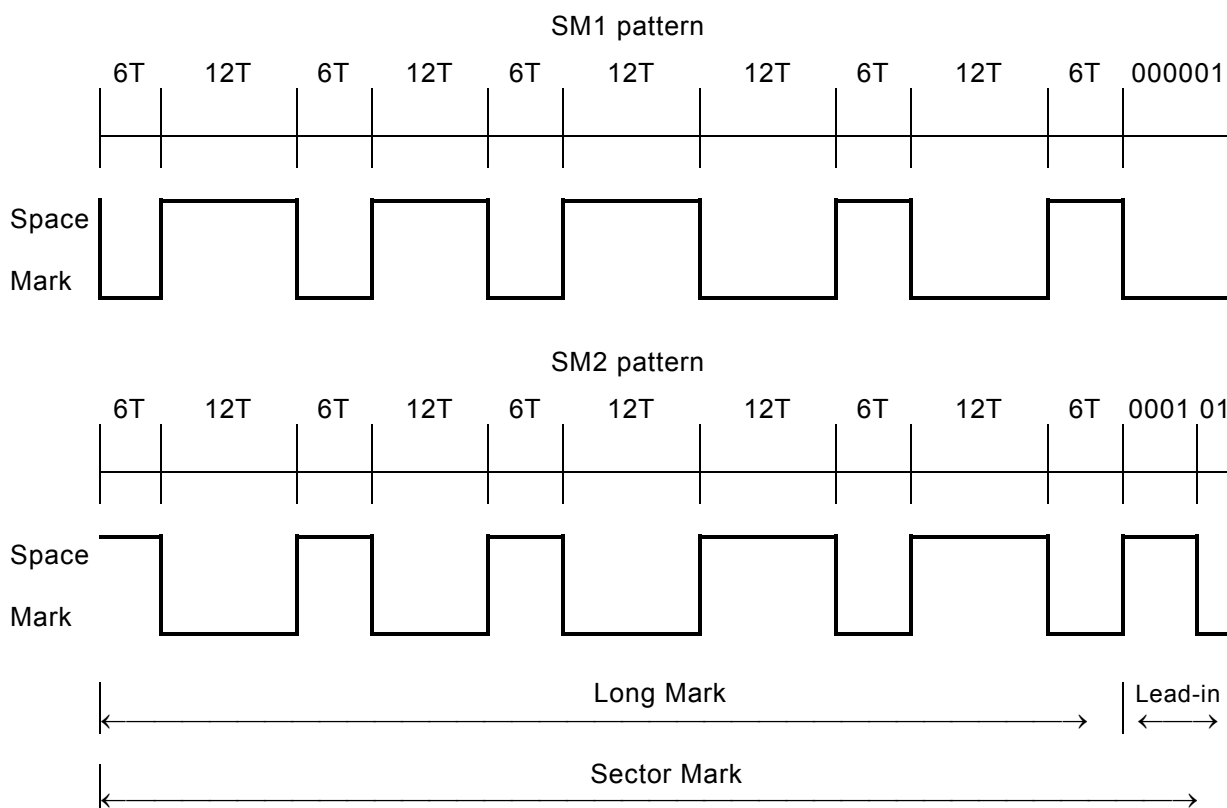 SM1 pattern
6T 12T 6T 12T 6T 12T 12T 6T 12T 6T 000001
Space
Mark
SM2 pattern
6T 12T 6T 12T 6T 12T 12T 6T 12T 6T 0001 01
Space
Mark
Long Mark Lead-in
Sector Mark